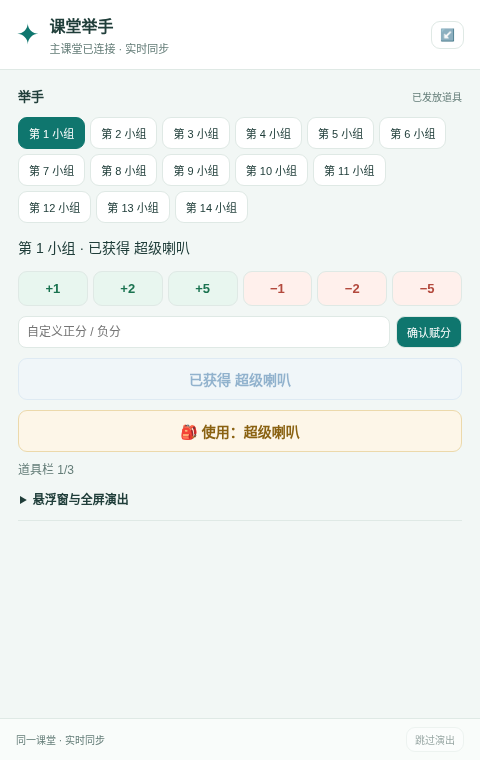 课堂举手
主课堂已连接 · 实时同步
举手
已发放道具
第 1 小组
第 2 小组
第 3 小组
第 4 小组
第 5 小组
第 6 小组
第 7 小组
第 8 小组
第 9 小组
第 10 小组
第 11 小组
第 12 小组
第 13 小组
第 14 小组
第 1 小组 · 已获得 超级喇叭
+1
+2
+5
−1
−2
−5
自定义正分 / 负分
确认赋分
已获得 超级喇叭
使用：超级喇叭
道具栏 1/3
悬浮窗与全屏演出
同一课堂 · 实时同步
跳过演出